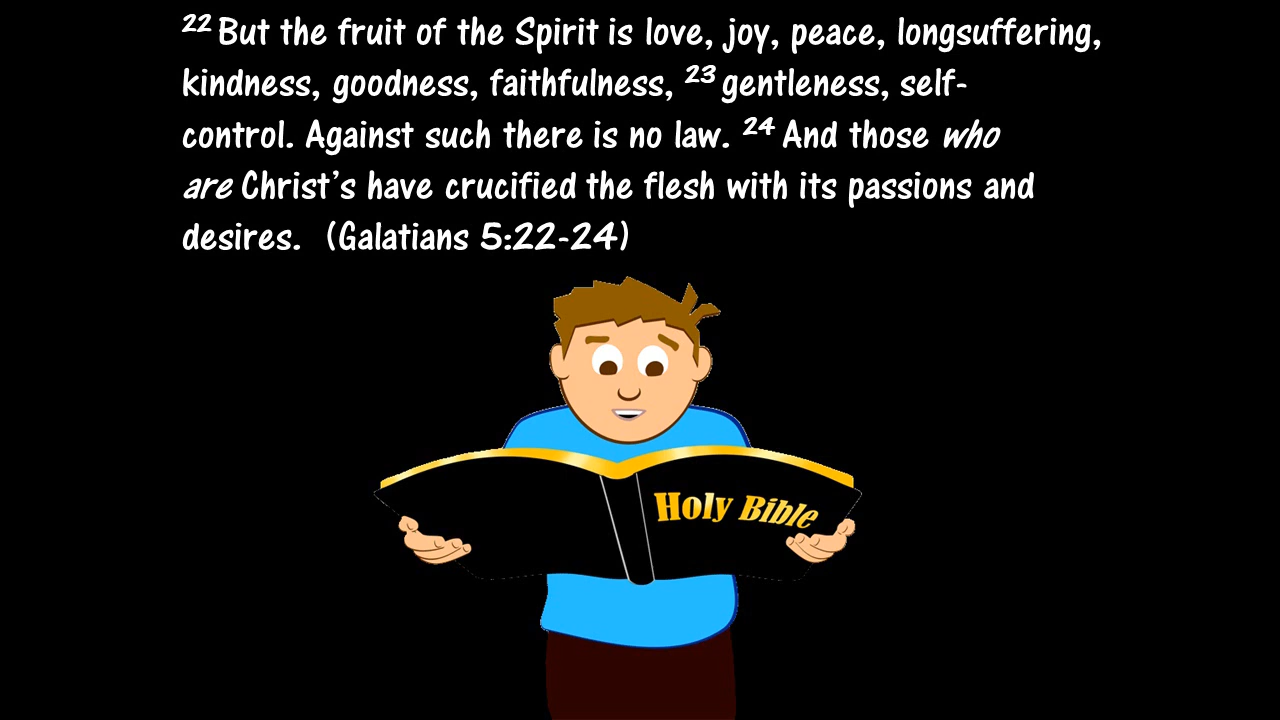 22 But the fruit of the Spirit is love, joy, peace, longsuffering,
kindness, goodness, faithfulness, 23 gentleness, self-
control. Against such there is no law. 24 And those who
are Christ’s have crucified the flesh with its passions and
desires.  (Galatians 5:22-24)
Holy Bible